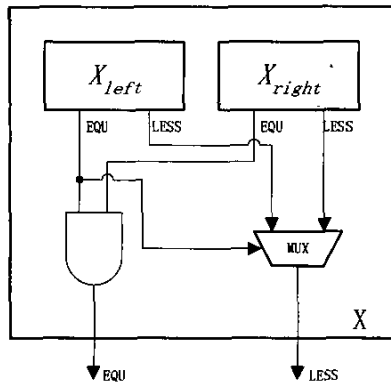 X_left X_right
EQU LESS EQU LESS
MUX
X
EQU LESS